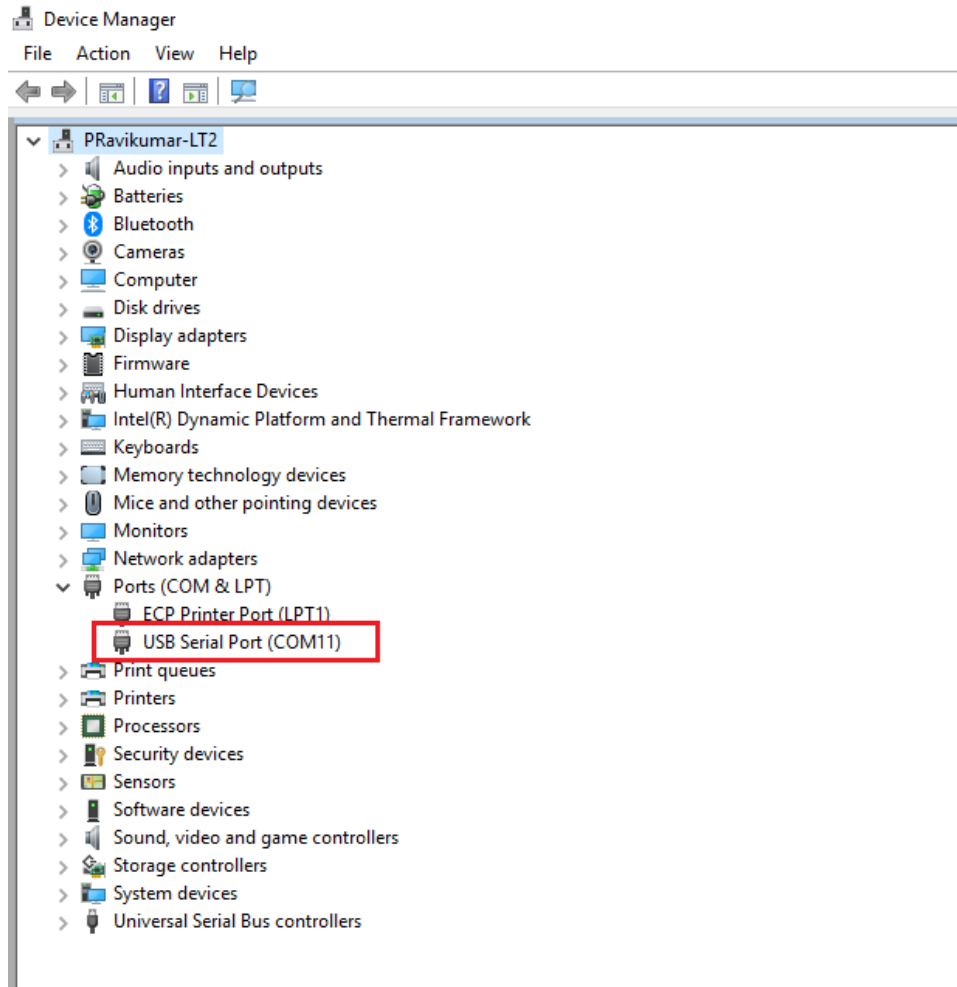 Device Manager
File Action View Help
PRavikumar-LT2
Audio inputs and outputs
Batteries
Bluetooth
Cameras
Computer
Disk drives
Display adapters
Firmware
Human Interface Devices
Intel(R) Dynamic Platform and Thermal Framework
Keyboards
Memory technology devices
Mice and other pointing devices
Monitors
Network adapters
Ports (COM & LPT)
ECP Printer Port (LPT1)
USB Serial Port (COM11)
Print queues
Printers
Processors
Security devices
Sensors
Software devices
Sound, video and game controllers
Storage controllers
System devices
Universal Serial Bus controllers